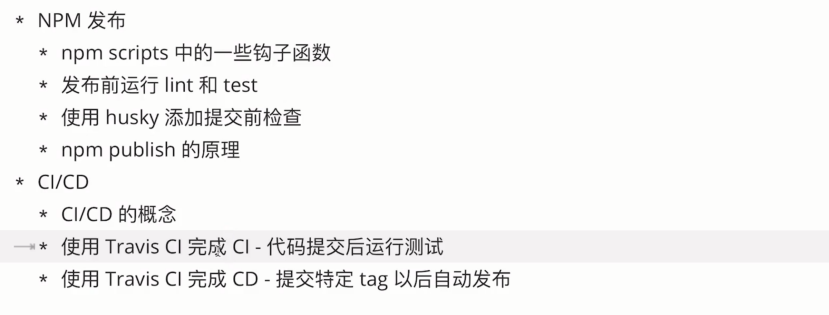 * NPM 发布
* npm scripts 中的一些钩子函数
* 发布前运行 lint 和 test
* 使用 husky 添加提交前检查
* npm publish 的原理
* CI/CD
* CI/CD 的概念
* 使用 Travis CI 完成 CI - 代码提交后运行测试
* 使用 Travis CI 完成 CD - 提交特定 tag 以后自动发布